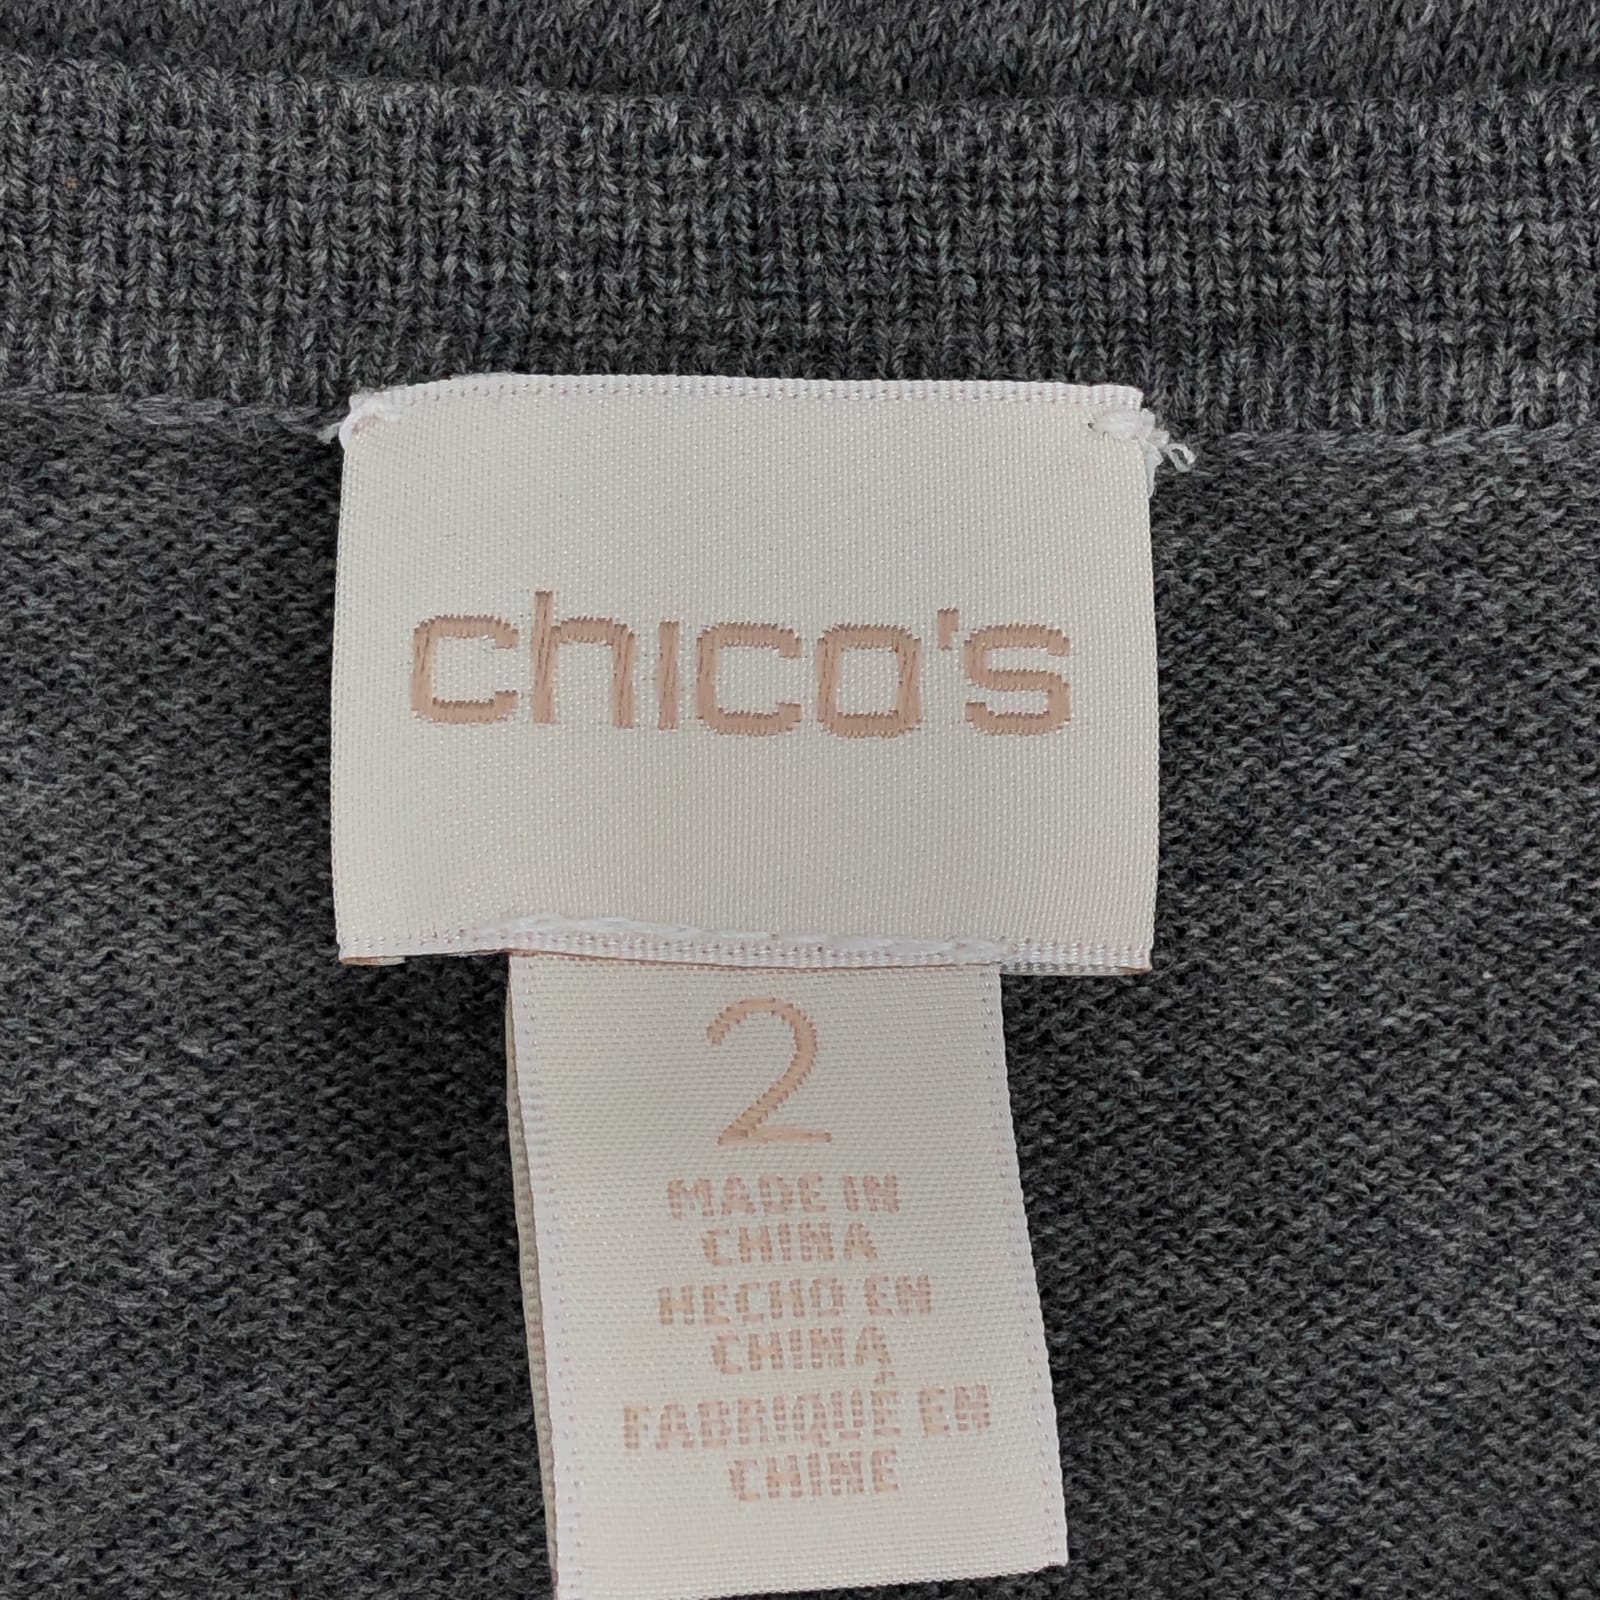 chico's
2
MADE IN
CHINA
HECHO EN
CHINA
FABRIQUÉ EN
CHINE